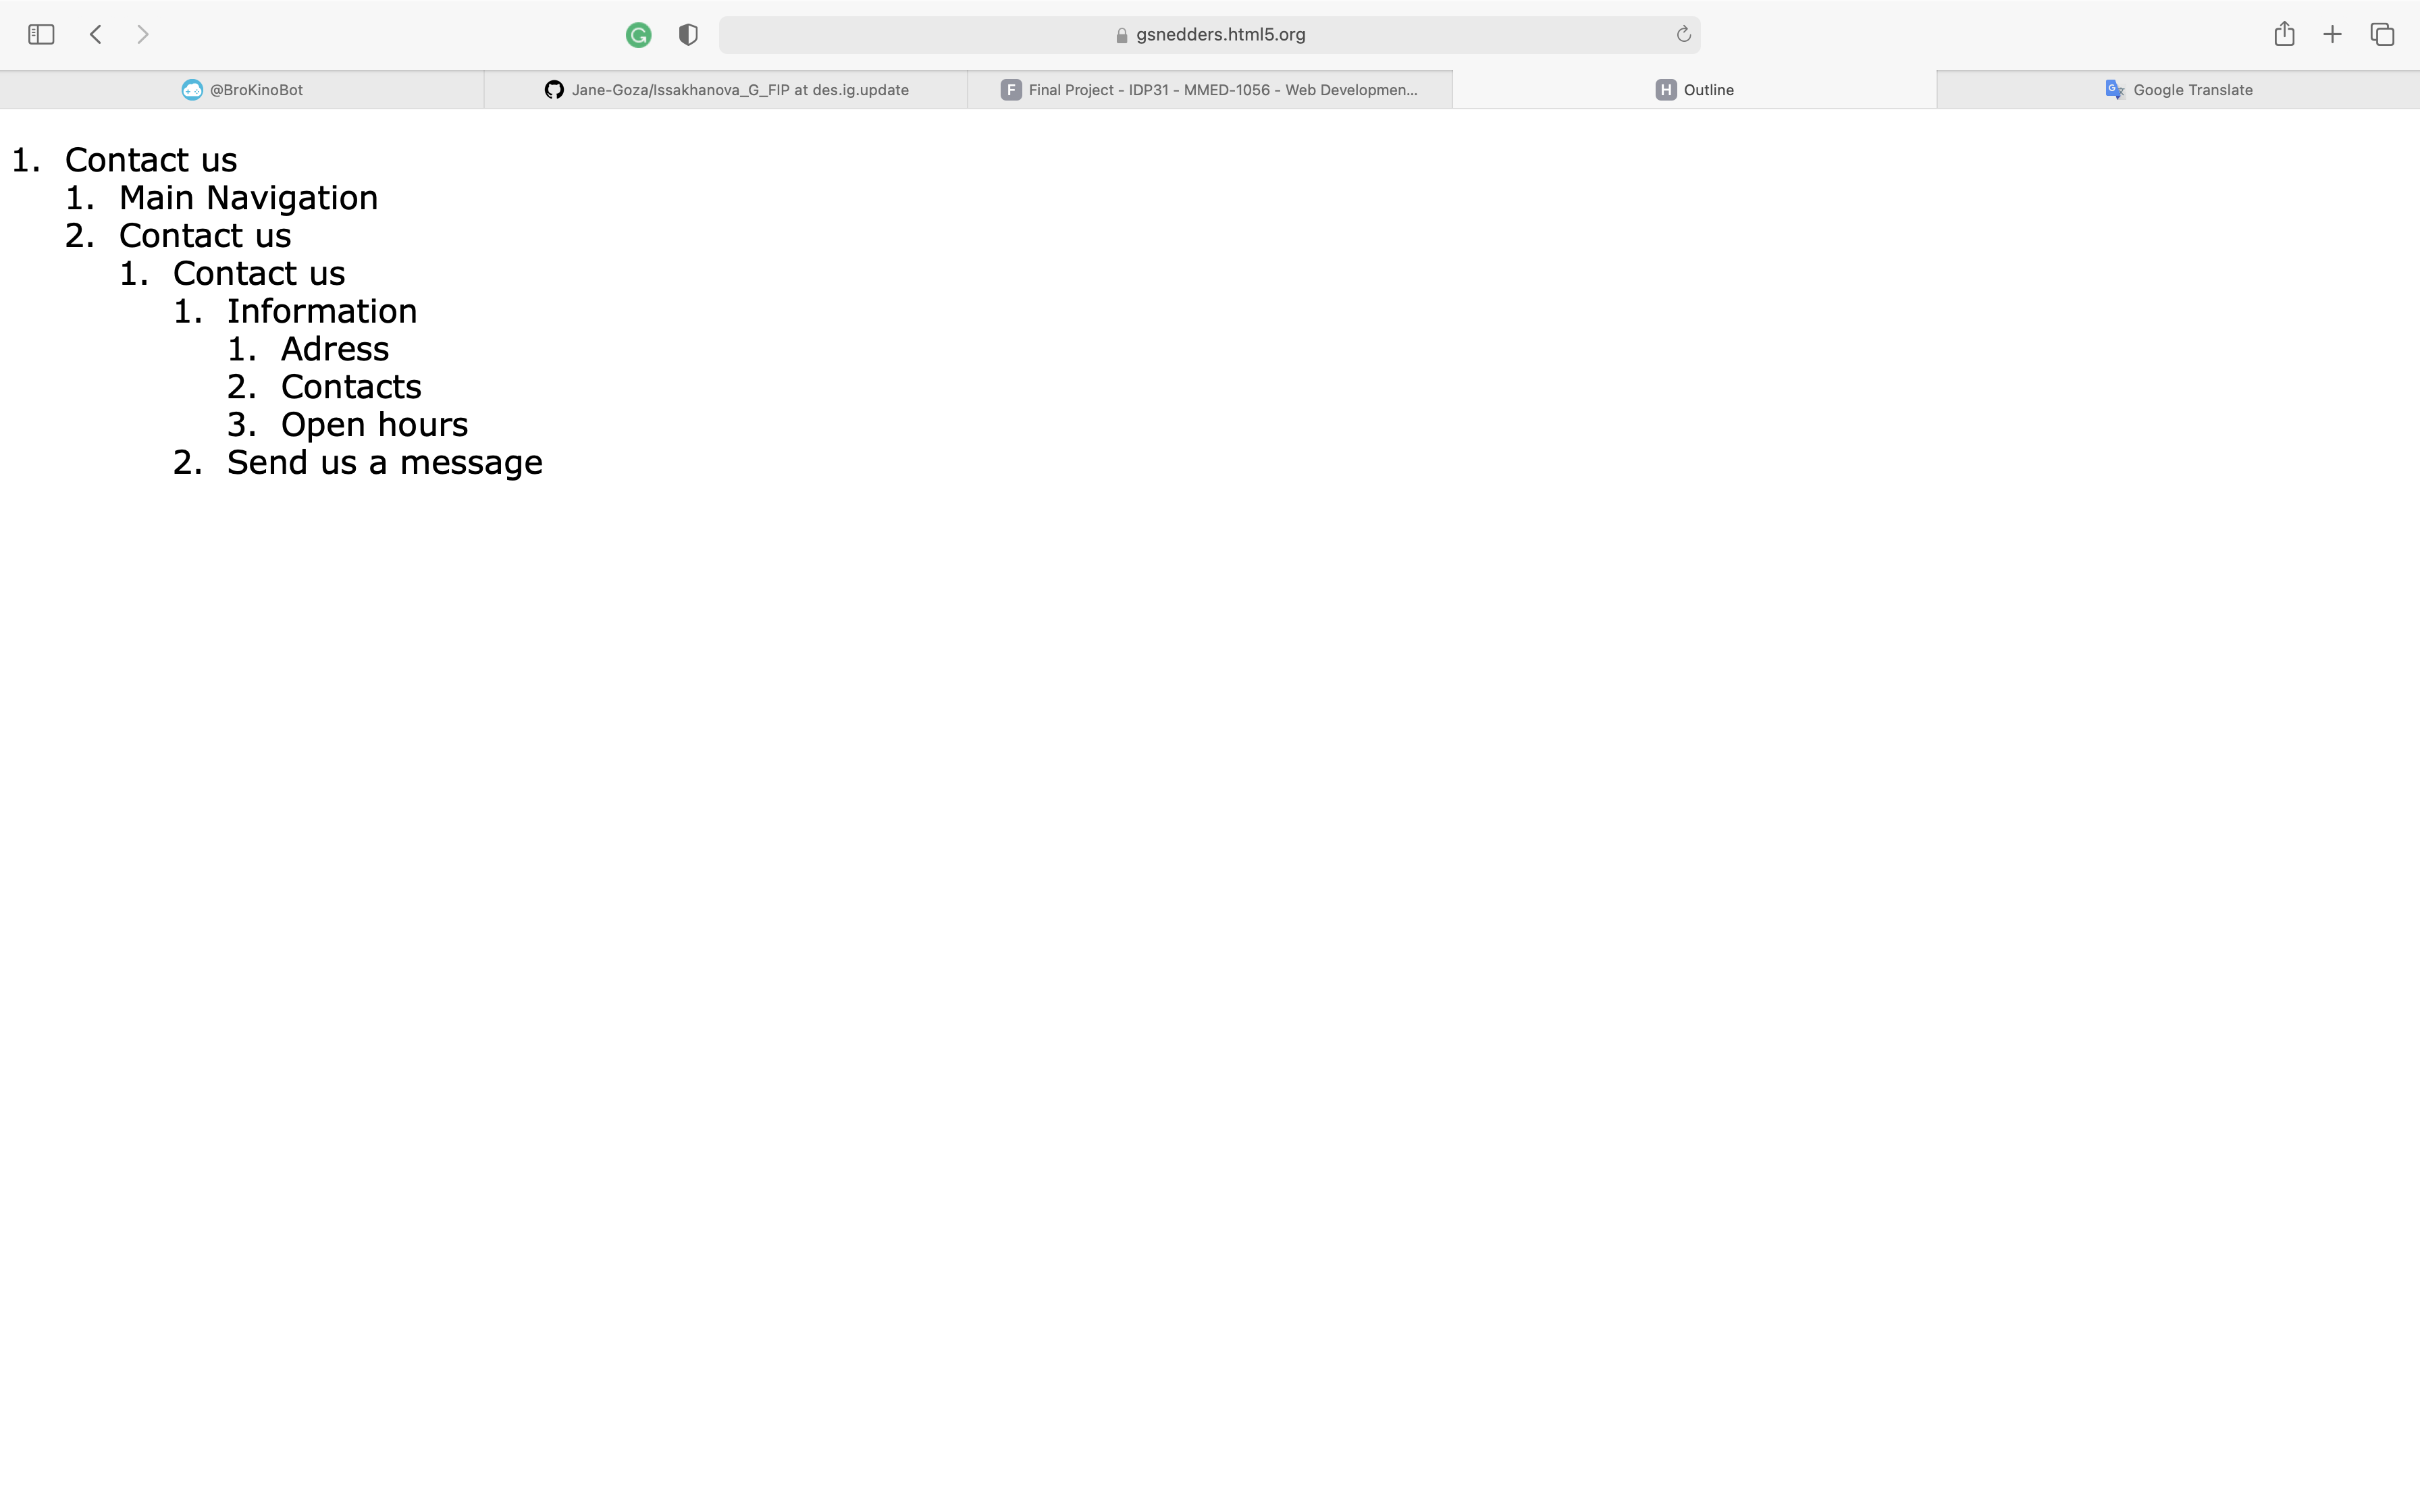 gsnedders.html5.org
@BroKinoBot
Jane-Goza/Issakhanova_G_FIP at des.ig.update
F Final Project - IDP31 - MMED-1056 - Web Developmen...
H Outline
Google Translate
1. Contact us
1. Main Navigation
2. Contact us
1. Contact us
1. Information
1. Adress
2. Contacts
3. Open hours
2. Send us a message